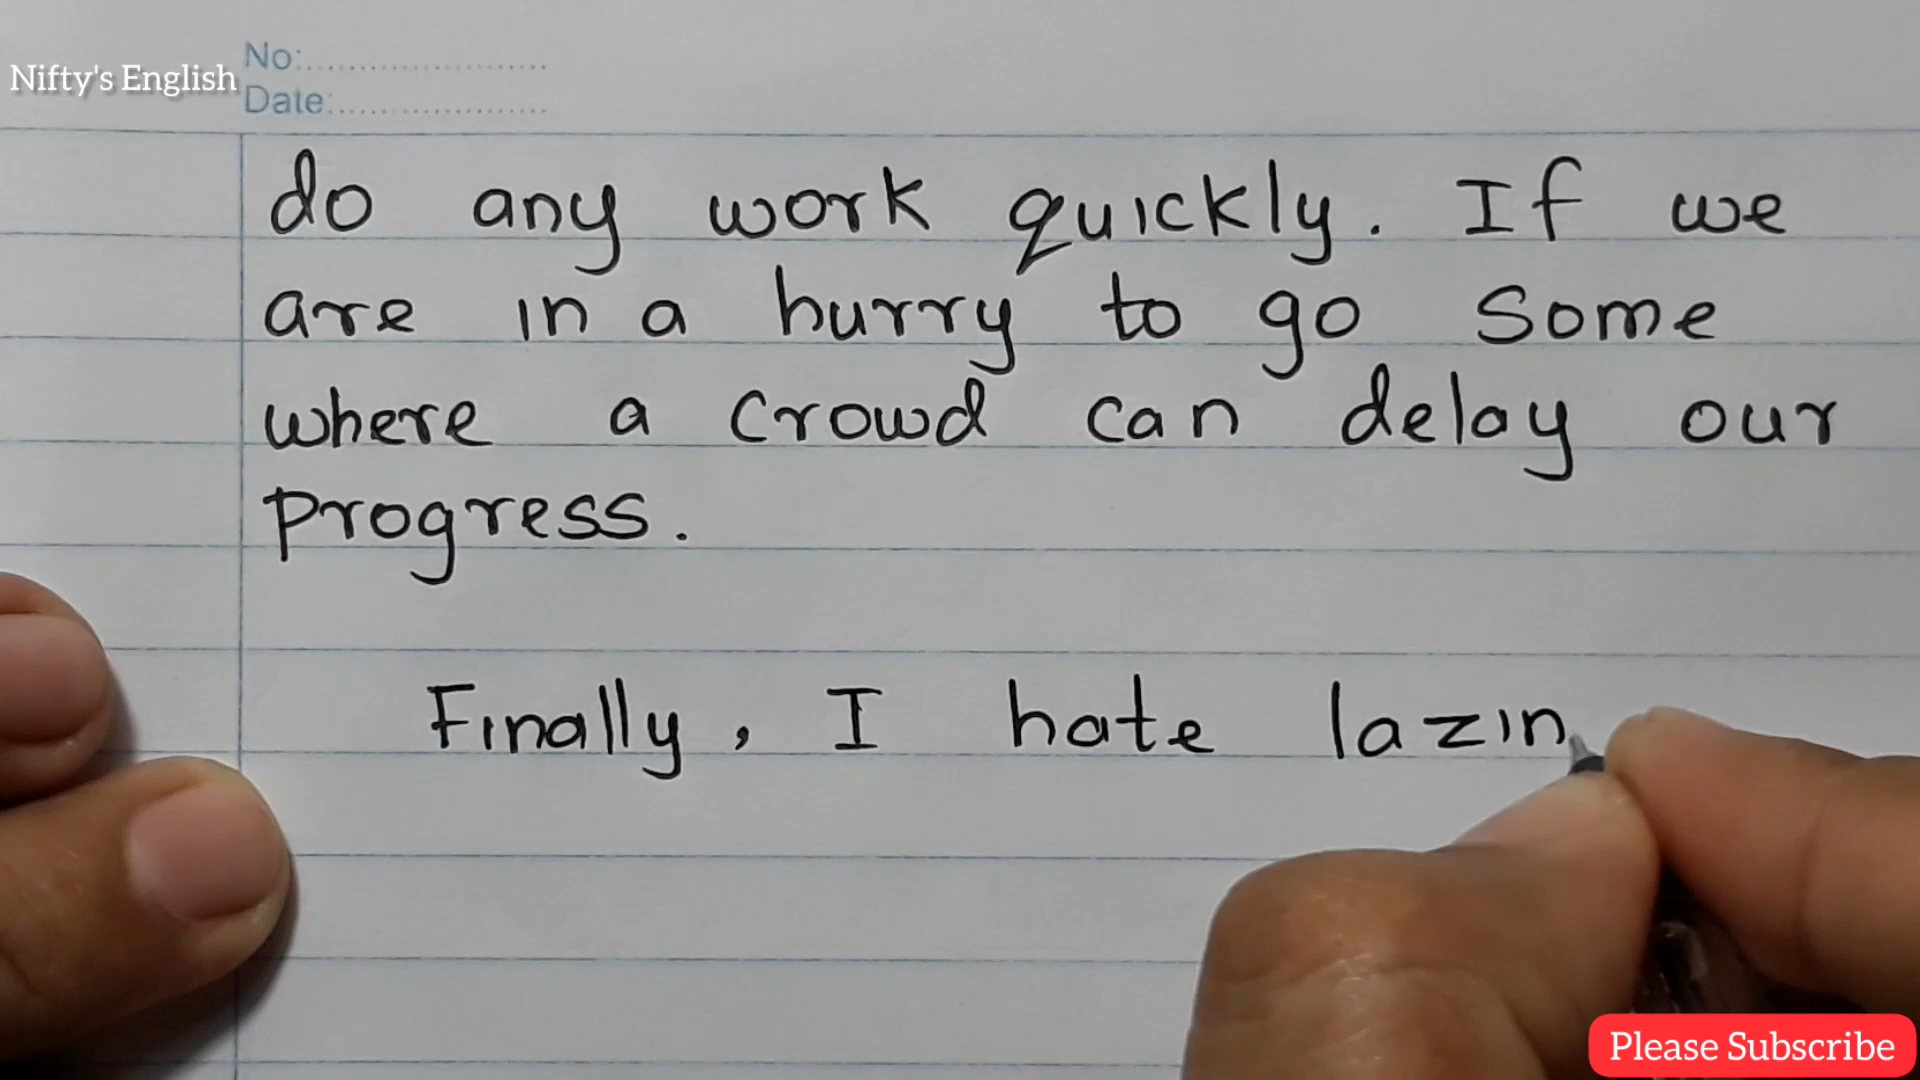 Nifty's English
No:
Date:
do any work quickly. If we
are in a hurry to go some
where a crowd can delay our
progress.
Finally, I hate lazin
Please Subscribe